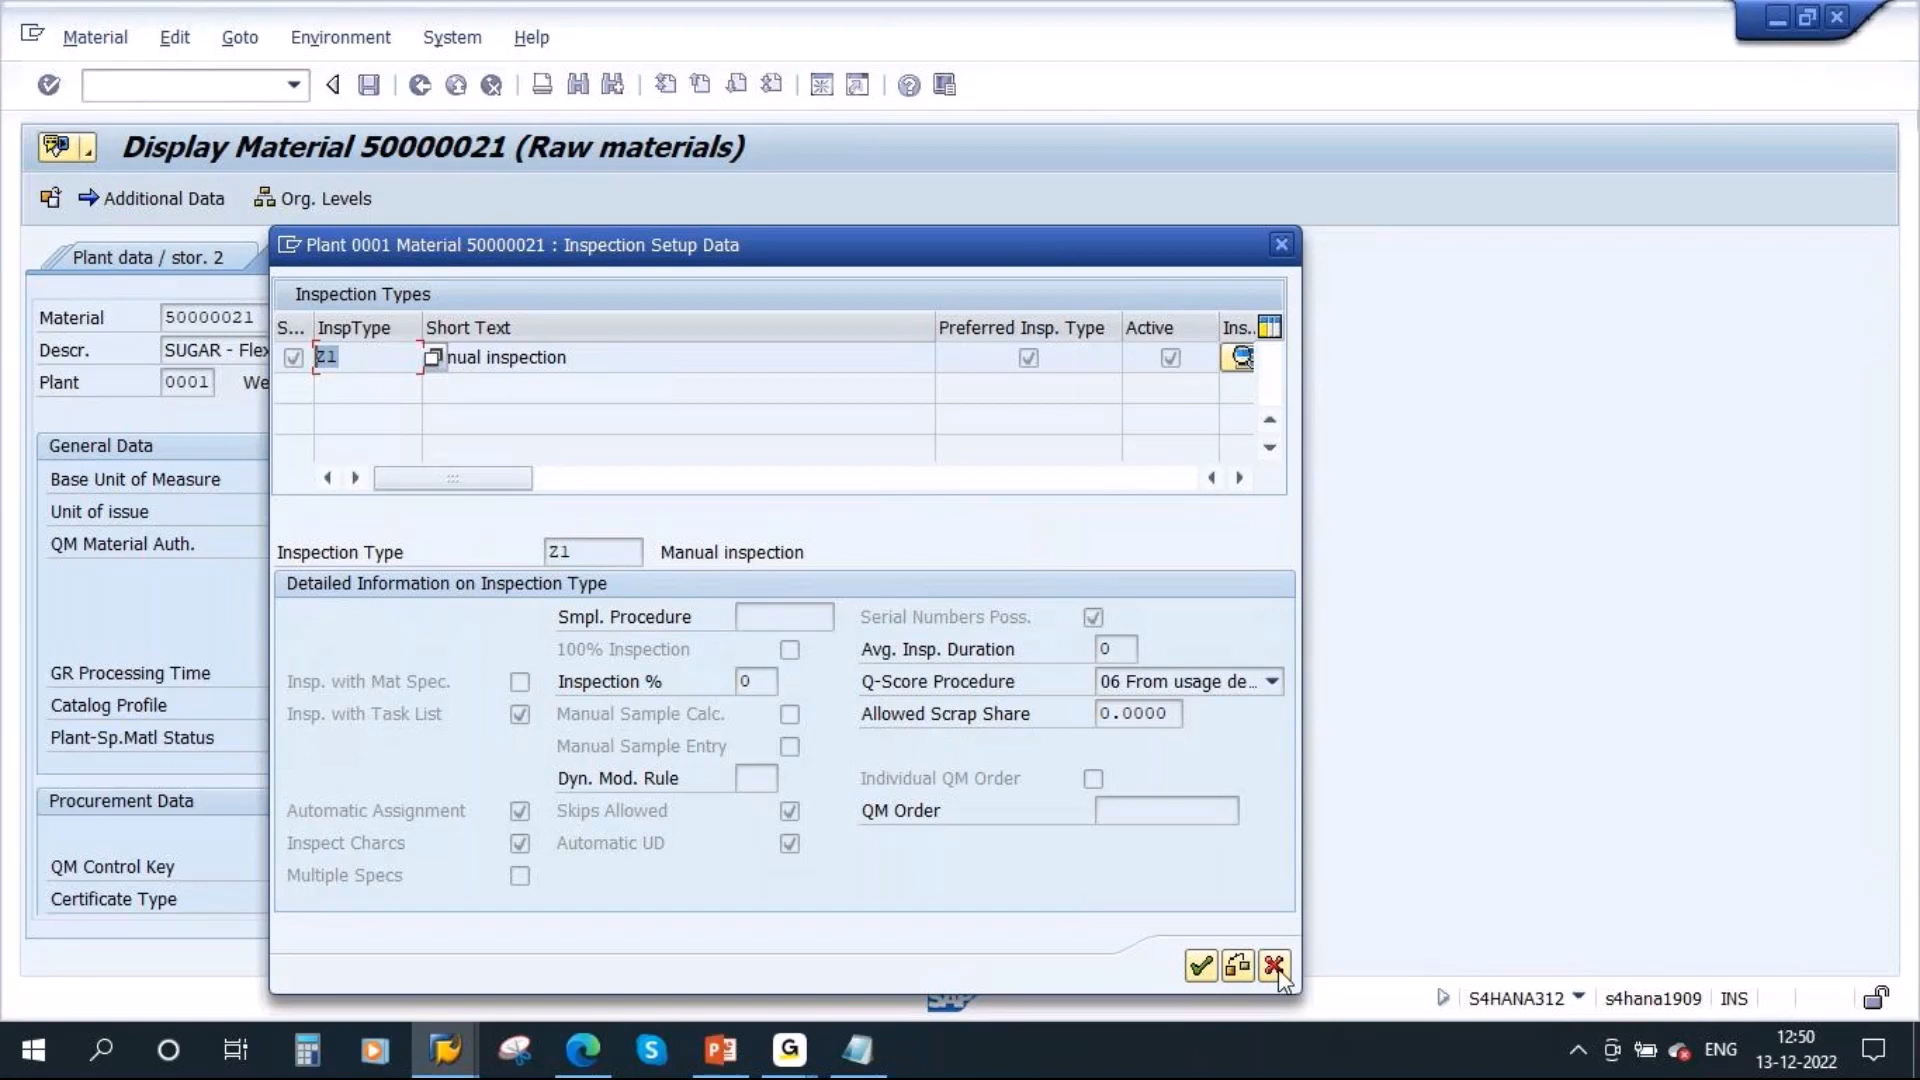 Material Edit Goto Environment System Help
Display Material 50000021 (Raw materials)
Additional Data Org. Levels
Plant data / stor. 2
Material 50000021
Descr. SUGAR - Flex
Plant 0001 We
General Data
Base Unit of Measure
Unit of issue
QM Material Auth.
GR Processing Time
Catalog Profile
Plant-Sp.Matl Status
Procurement Data
QM Control Key
Certificate Type
Plant 0001 Material 50000021 : Inspection Setup Data
Inspection Types
S... InspType Short Text Preferred Insp. Type Active Ins..
Z1 nual inspection
Inspection Type Z1 Manual inspection
Detailed Information on Inspection Type
Smpl. Procedure Serial Numbers Poss.
100% Inspection Avg. Insp. Duration 0
Insp. with Mat Spec. Inspection % 0 Q-Score Procedure 06 From usage de...
Insp. with Task List Manual Sample Calc. Allowed Scrap Share 0.0000
Manual Sample Entry
Dyn. Mod. Rule Individual QM Order
Automatic Assignment Skips Allowed QM Order
Inspect Charcs Automatic UD
Multiple Specs
SAP
S4HANA312 s4hana1909 INS
ENG
12:50
13-12-2022